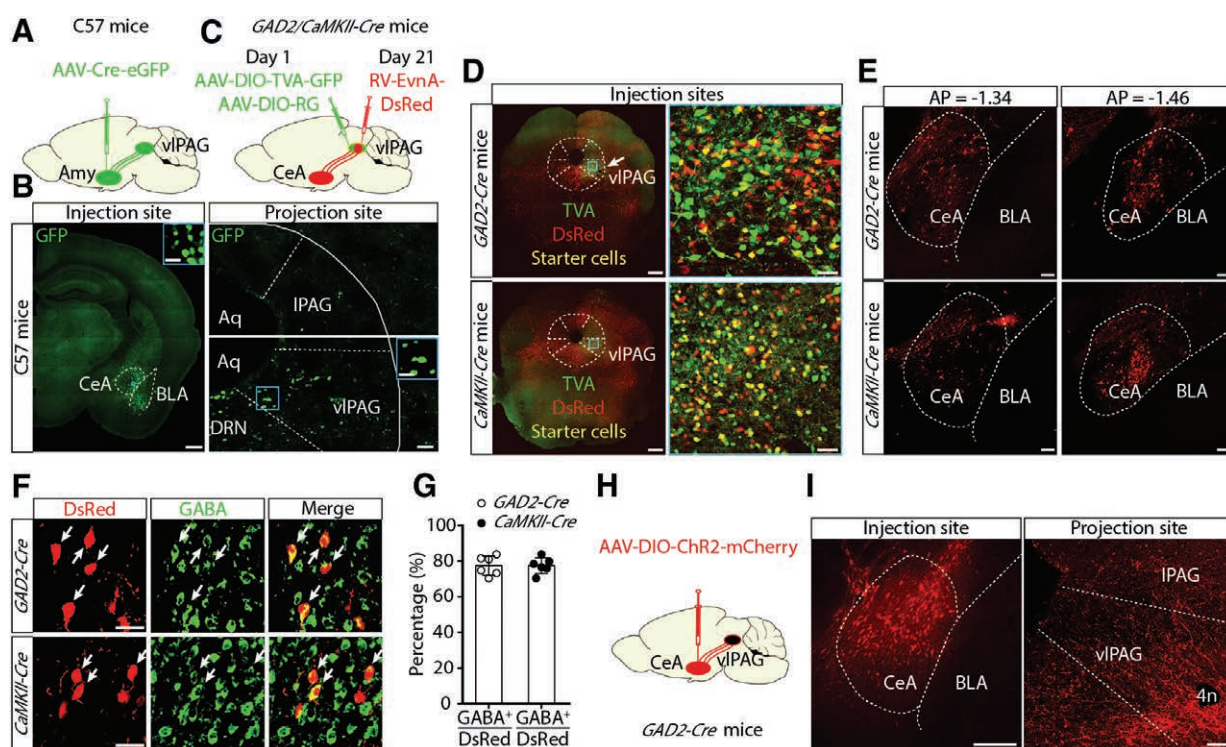 A
C57 mice
AAV-Cre-eGFP
Amy
vlPAG
C
GAD2/CaMKII-Cre mice
Day 1
Day 21
AAV-DIO-TVA-GFP
AAV-DIO-RG
RV-EvnA-
DsRed
CeA
vlPAG
B
Injection site
Projection site
C57 mice
GFP
CeA
BLA
GFP
lPAG
Aq
Aq
vlPAG
DRN
D
Injection sites
GAD2-Cre mice
vlPAG
TVA
DsRed
Starter cells
CaMKII-Cre mice
vlPAG
TVA
DsRed
Starter cells
E
AP = -1.34
AP = -1.46
GAD2-Cre mice
CeA
BLA
CeA
BLA
CaMKII-Cre mice
CeA
BLA
CeA
BLA
F
DsRed
GABA
Merge
GAD2-Cre
CaMKII-Cre
G
GAD2-Cre
CaMKII-Cre
Percentage (%)
100
80
60
40
20
0
GABA+
DsRed
GABA+
DsRed
H
AAV-DIO-ChR2-mCherry
CeA
vlPAG
GAD2-Cre mice
I
Injection site
Projection site
CeA
BLA
lPAG
vlPAG
4n